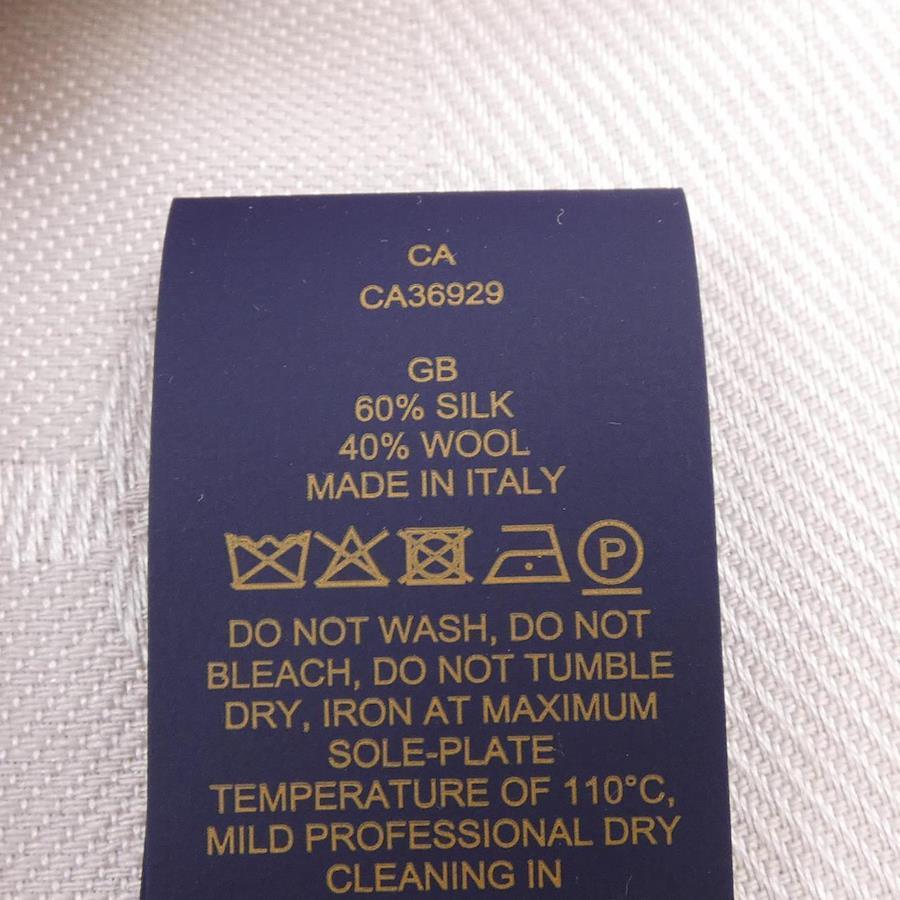 CA
CA36929
GB
60% SILK
40% WOOL
MADE IN ITALY
P
DO NOT WASH, DO NOT
BLEACH, DO NOT TUMBLE
DRY, IRON AT MAXIMUM
SOLE-PLATE
TEMPERATURE OF 110°C,
MILD PROFESSIONAL DRY
CLEANING IN